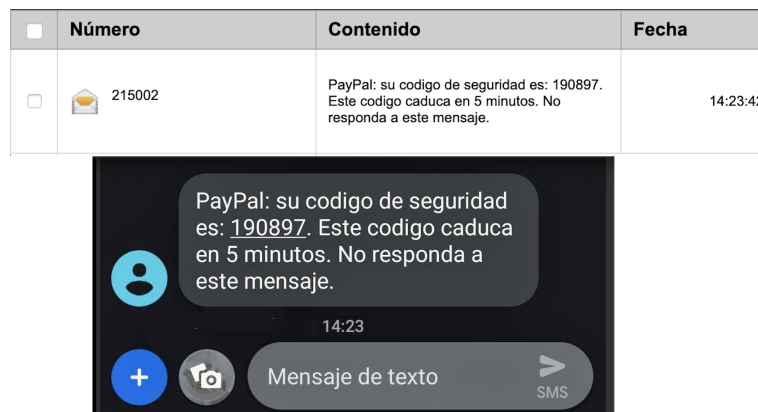 Número Contenido Fecha
215002
PayPal: su codigo de seguridad es: 190897.
Este codigo caduca en 5 minutos. No
responda a este mensaje.
14:23:42
PayPal: su codigo de seguridad
es: 190897. Este codigo caduca
en 5 minutos. No responda a
este mensaje.
14:23
Mensaje de texto
SMS